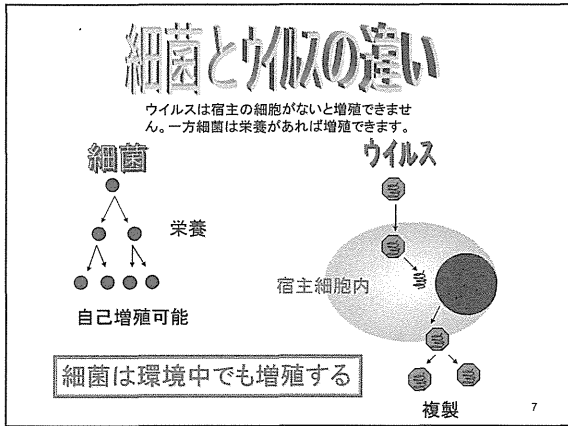 細菌とウイルスの違い
ウイルスは宿主の細胞がないと増殖できませ
ん。一方細菌は栄養があれば増殖できます。
細菌
栄養
自己増殖可能
ウイルス
宿主細胞内
複製
細菌は環境中でも増殖する
7